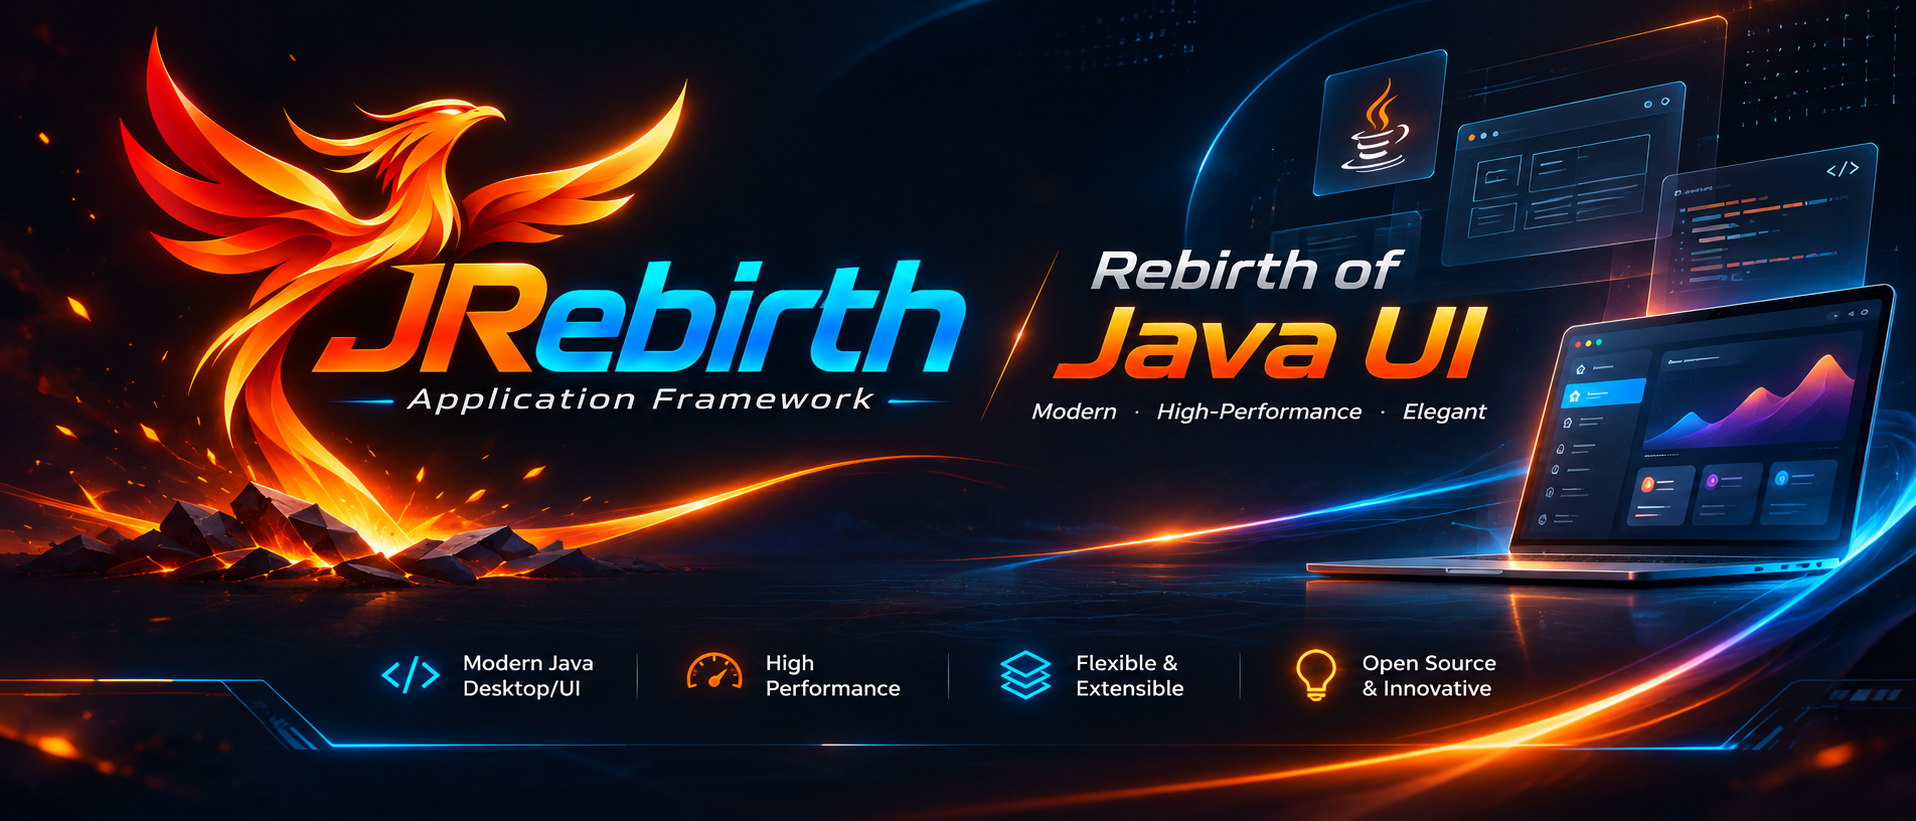 JRebirth
Application Framework
Rebirth of
Java UI
Modern · High-Performance · Elegant
</>
Modern Java
Desktop/UI
High
Performance
Flexible &
Extensible
Open Source
& Innovative